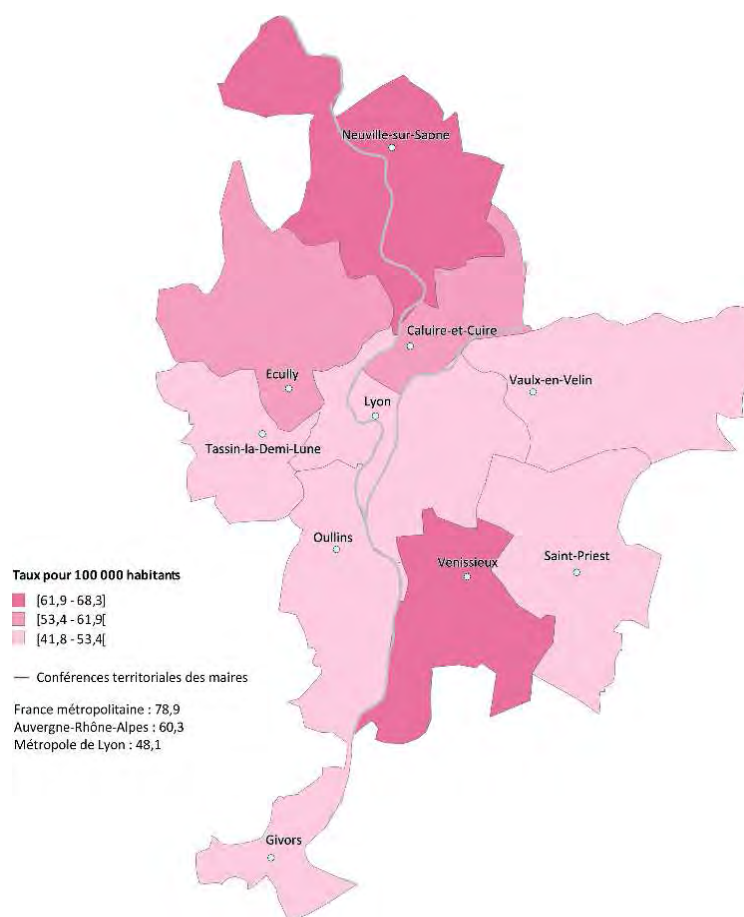 Neuville-sur-Saone
Caluire-et-Cuire
Ecully
Vaulx-en-Velin
Lyon
Tassin-la-Demi-Lune
Oullins
Venissieux
Saint-Priest
Taux pour 100 000 habitants
[61,9 - 68,3]
[53,4 - 61,9[
[41,8 - 53,4[
Conférences territoriales des maires
France métropolitaine : 78,9
Auvergne-Rhône-Alpes : 60,3
Métropole de Lyon : 48,1
Givors